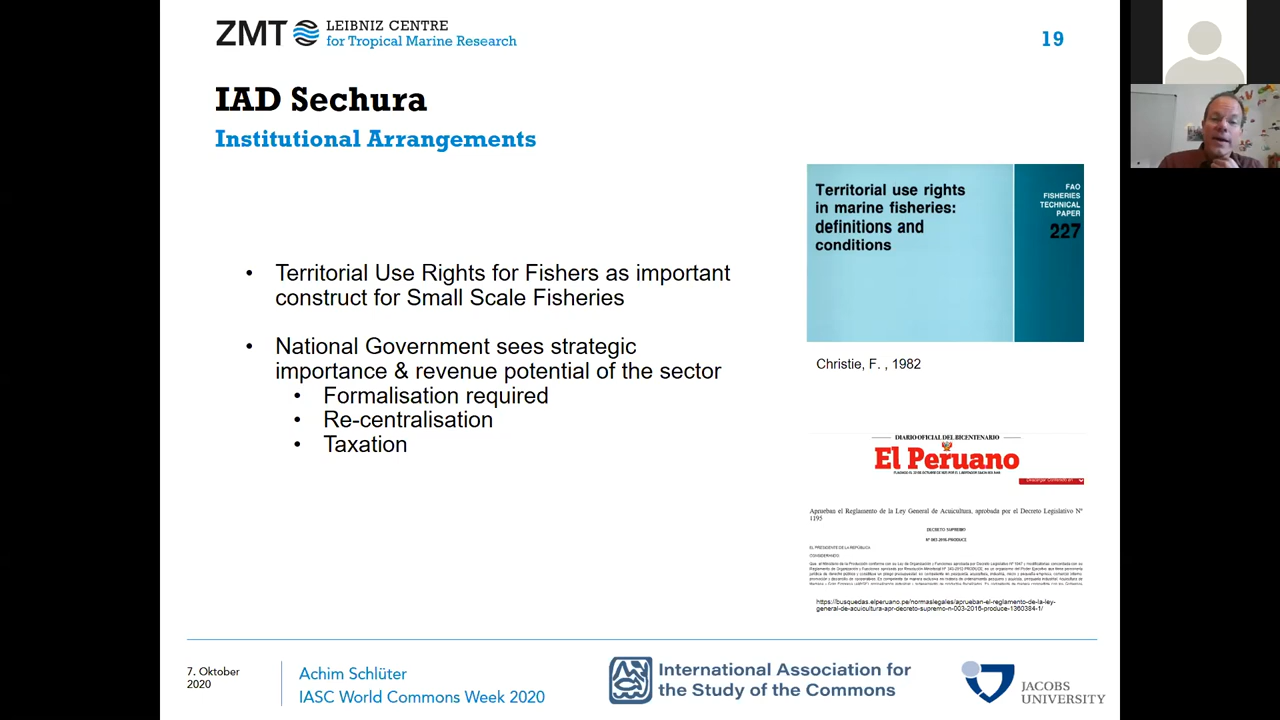 ZMT LEIBNIZ CENTRE
for Tropical Marine Research
19
IAD Sechura
Institutional Arrangements
• Territorial Use Rights for Fishers as important
construct for Small Scale Fisheries
• National Government sees strategic
importance & revenue potential of the sector
• Formalisation required
• Re-centralisation
• Taxation
Territorial use rights
in marine fisheries:
definitions and
conditions
FAO
FISHERIES
TECHNICAL
PAPER
227
Christie, F. , 1982
DIARIO OFICIAL DEL BICENTENARIO
El Peruano
Descargar Contenido en
Aprueban el Reglamento de la Ley General de Acuicultura, aprobada por el Decreto Legislativo Nº
1195
DECRETO SUPREMO
Nº 003-2016-PRODUCE
EL PRESIDENTE DE LA REPÚBLICA
CONSIDERANDO:
https://busquedas.elperuano.pe/normaslegales/aprueban-el-reglamento-de-la-ley-
general-de-acuicultura-apr-decreto-supremo-n-003-2016-produce-1360384-1/
7. Oktober
2020
Achim Schlüter
IASC World Commons Week 2020
International Association for
the Study of the Commons
JACOBS
UNIVERSITY